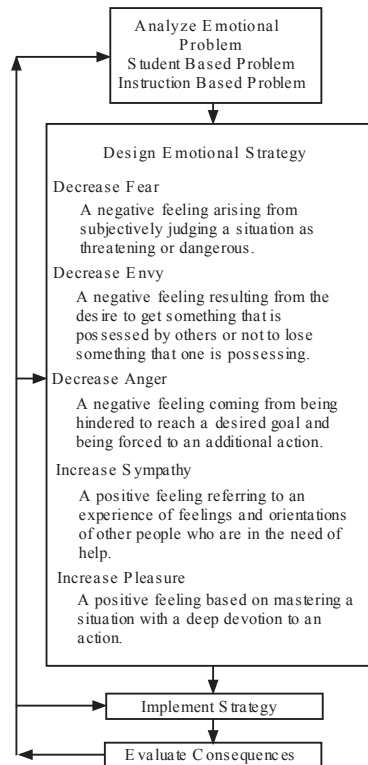 Analyze Emotional
Problem
Student Based Problem
Instruction Based Problem
Design Emotional Strategy
Decrease Fear
A negative feeling arising from
subjectively judging a situation as
threatening or dangerous.
Decrease Envy
A negative feeling resulting from the
desire to get something that is
possessed by others or not to lose
something that one is possessing.
Decrease Anger
A negative feeling coming from being
hindered to reach a desired goal and
being forced to an additional action.
Increase Sympathy
A positive feeling referring to an
experience of feelings and orientations
of other people who are in the need of
help.
Increase Pleasure
A positive feeling based on mastering a
situation with a deep devotion to an
action.
Implement Strategy
Evaluate Consequences